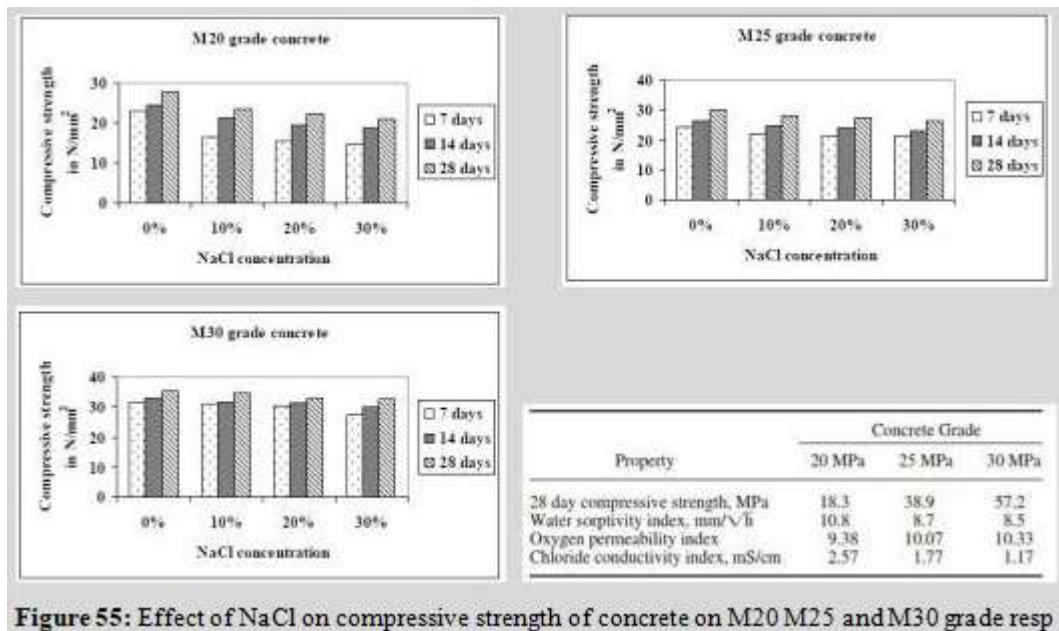 M20 grade concrete
Compressive strength
in N/mm²
30
20
10
0
0% 10% 20% 30%
NaCl concentration
7 days
14 days
28 days
M25 grade concrete
Compressive strength
in N/mm²
40
30
20
10
0
0% 10% 20% 30%
NaCl concentration
7 days
14 days
28 days
M30 grade concrete
Compressive strength
in N/mm²
40
30
20
10
0
0% 10% 20% 30%
NaCl concentration
7 days
14 days
28 days
Concrete Grade
Property 20 MPa 25 MPa 30 MPa
28 day compressive strength, MPa 18.3 38.9 57.2
Water sorptivity index, mm/√h 10.8 8.7 8.5
Oxygen permeability index 9.38 10.07 10.33
Chloride conductivity index, mS/cm 2.57 1.77 1.17
Figure 55: Effect of NaCl on compressive strength of concrete on M20 M25 and M30 grade resp